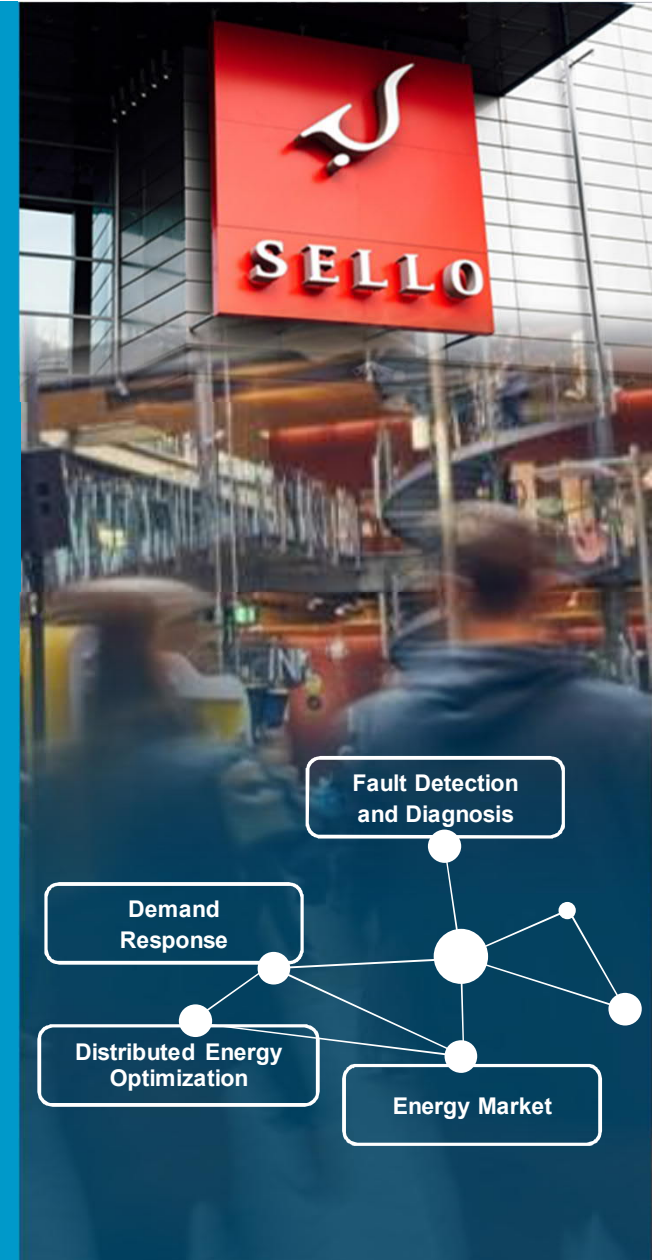 SELLO
Fault Detection
and Diagnosis
Demand
Response
Distributed Energy
Optimization
Energy Market